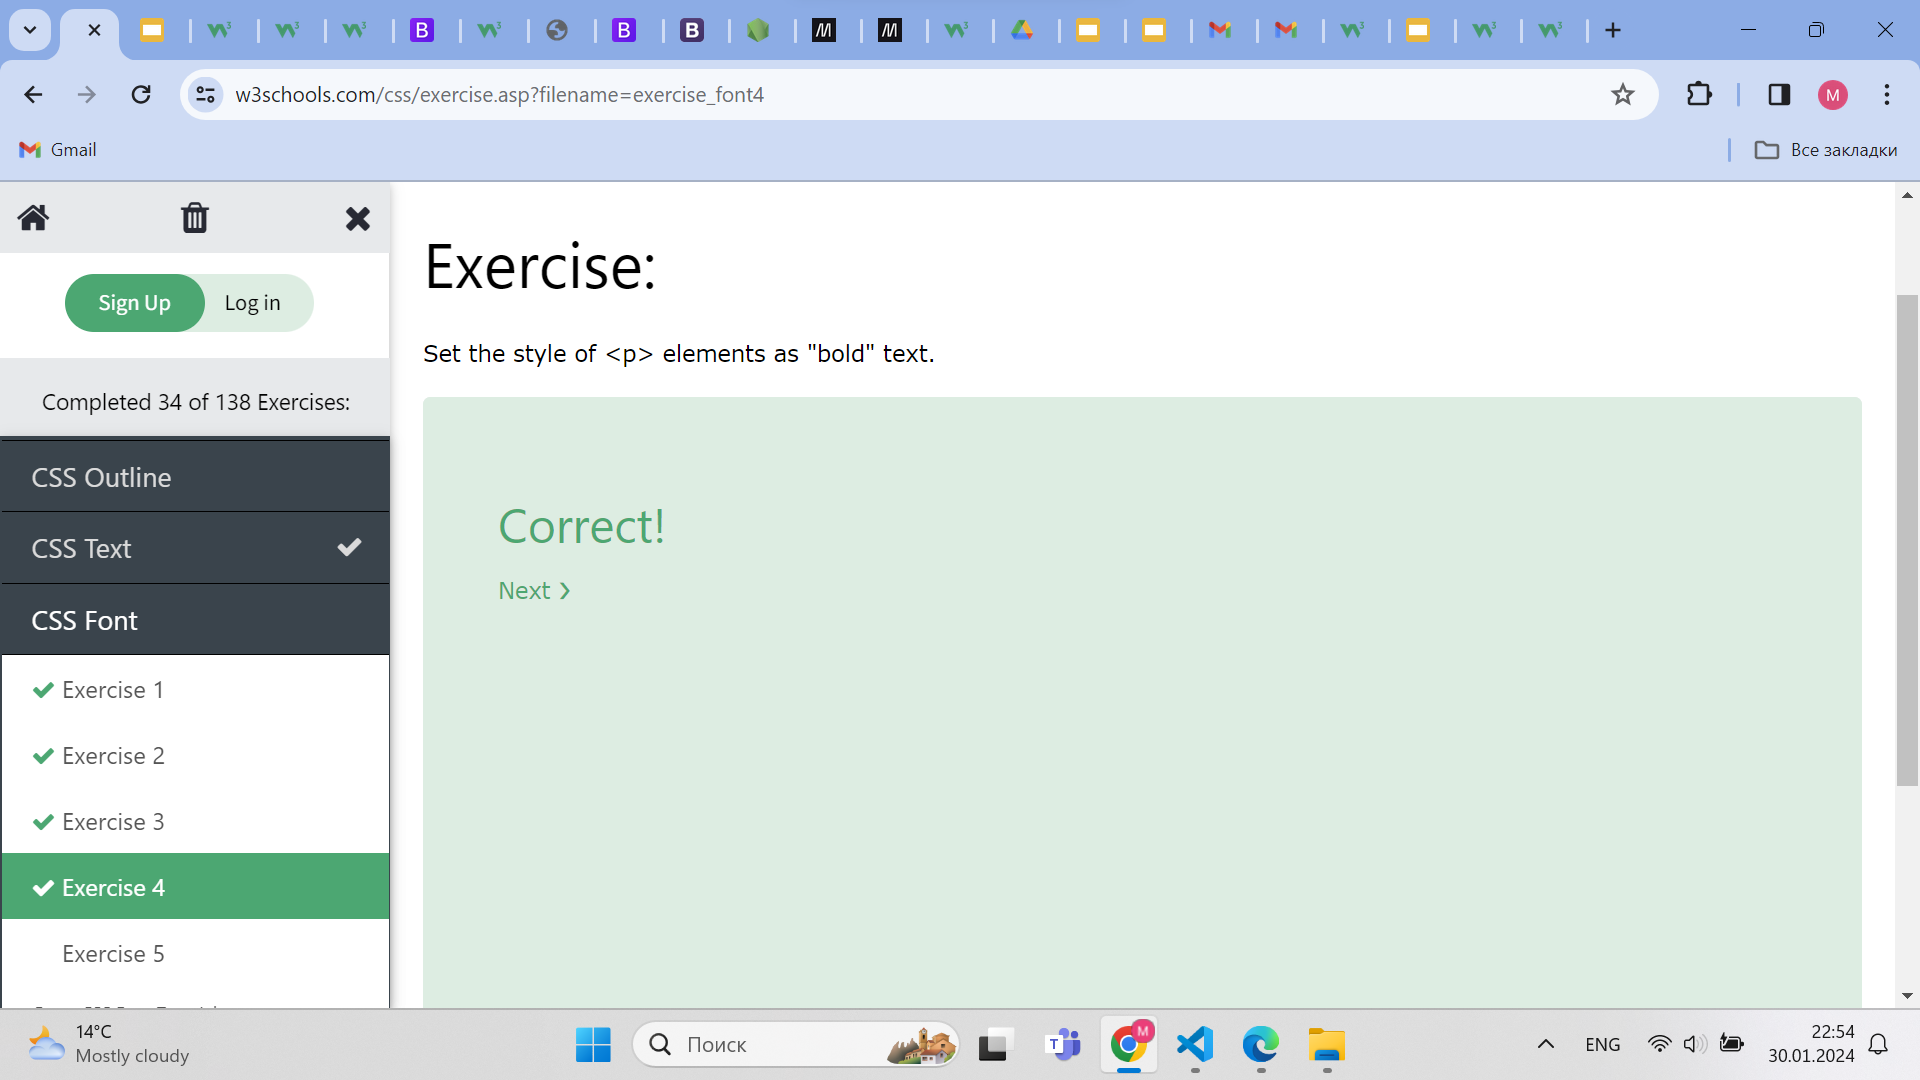 w3schools.com/css/exercise.asp?filename=exercise_font4
M
Gmail
Все закладки
Sign Up
Log in
Completed 34 of 138 Exercises:
CSS Outline
CSS Text
CSS Font
Exercise 1
Exercise 2
Exercise 3
Exercise 4
Exercise 5
Exercise:
Set the style of <p> elements as "bold" text.
Correct!
Next ❯
14°C
Mostly cloudy
Поиск
M
ENG
22:54
30.01.2024